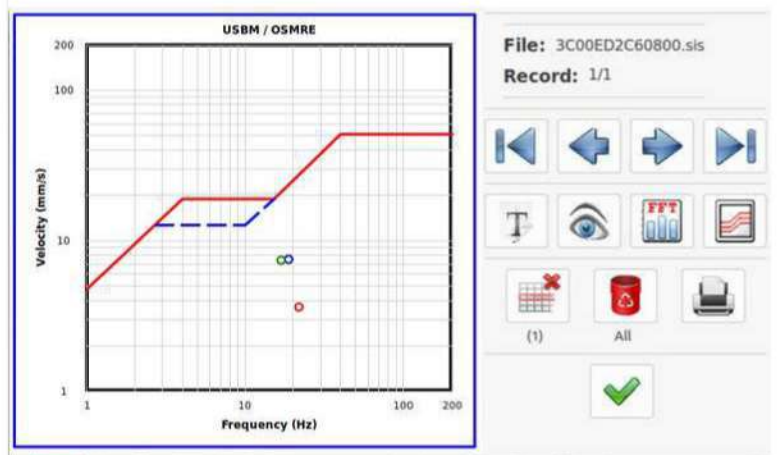 USBM / OSMRE
200
100
10
1
Velocity (mm/s)
1 10 100 200
Frequency (Hz)
File: 3C00ED2C60800.sis
Record: 1/1
T
FFT
(1) All